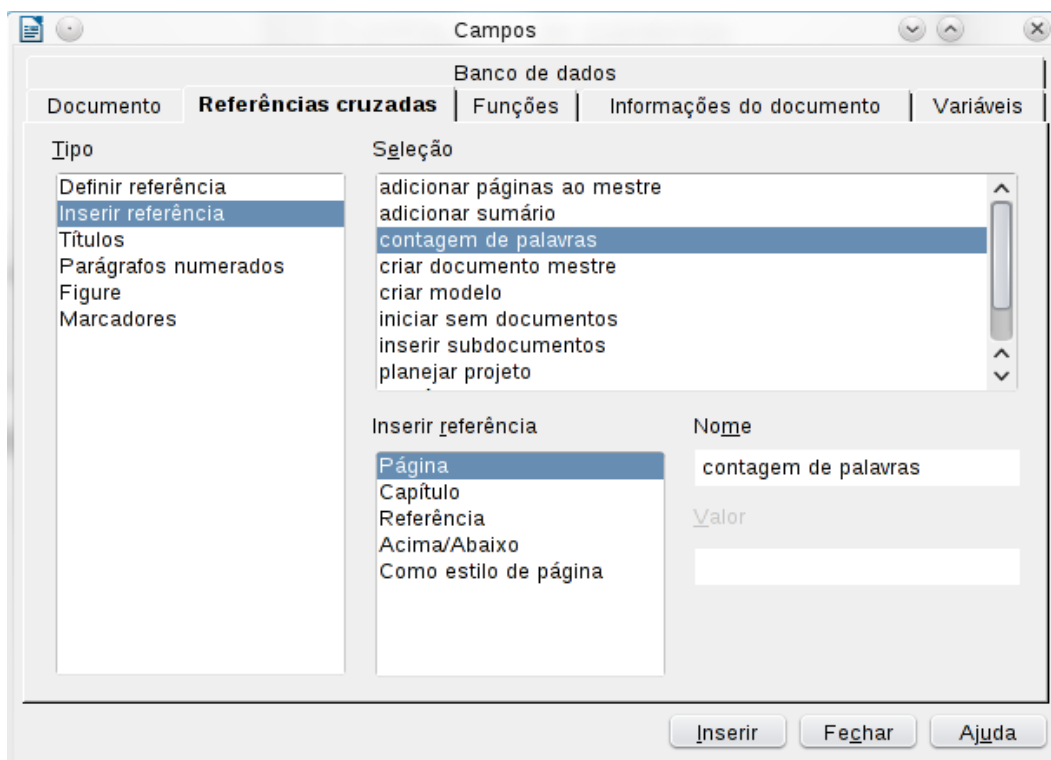 Campos
Banco de dados
Documento
Referências cruzadas
Funções
Informações do documento
Variáveis
Tipo
Definir referência
Inserir referência
Títulos
Parágrafos numerados
Figure
Marcadores
Seleção
adicionar páginas ao mestre
adicionar sumário
contagem de palavras
criar documento mestre
criar modelo
iniciar sem documentos
inserir subdocumentos
planejar projeto
Inserir referência
Página
Capítulo
Referência
Acima/Abaixo
Como estilo de página
Nome
contagem de palavras
Valor
Inserir
Fechar
Ajuda